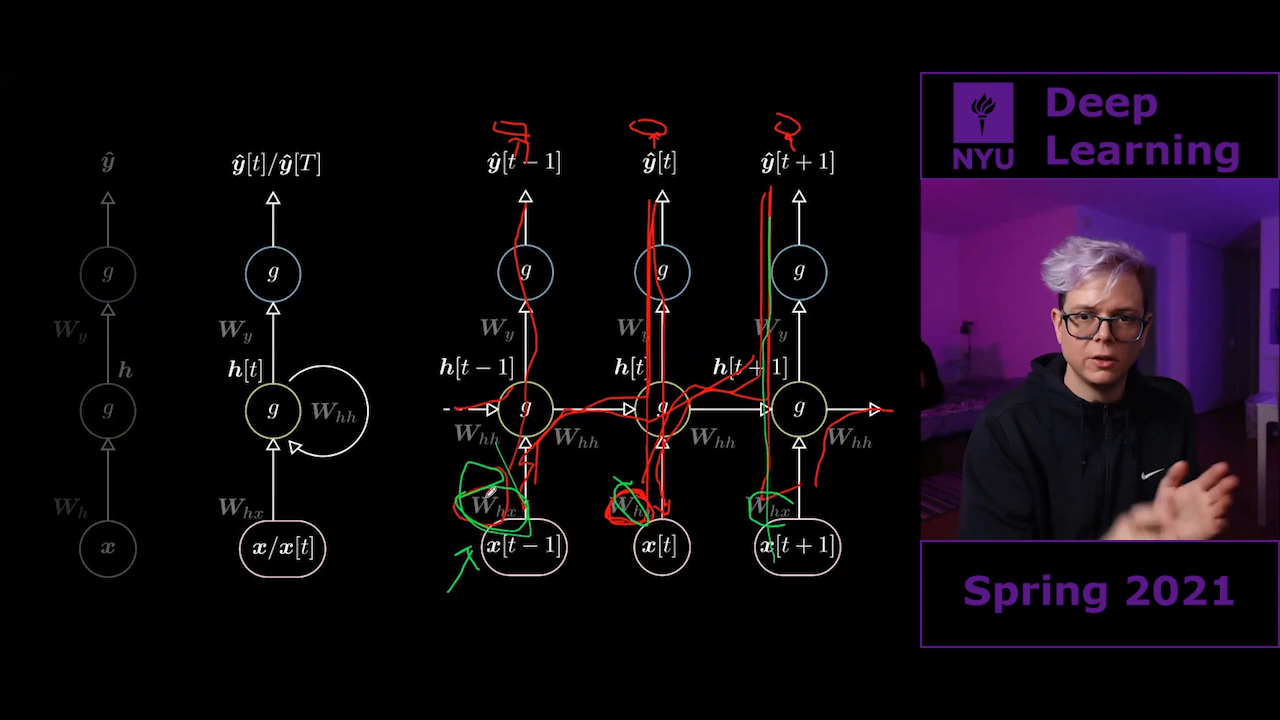 ŷ
g
W_y
h
g
W_h
x
ŷ[t]/ŷ[T]
g
W_y
h[t]
g
W_hh
W_hx
x/x[t]
ŷ[t−1] ŷ[t] ŷ[t+1]
g g g
W_y W_y W_y
h[t−1] h[t] h[t+1]
g g g
W_hh W_hh W_hh W_hh
W_hx W_hx W_hx
x[t−1] x[t] x[t+1]
NYU
Deep
Learning
Spring 2021